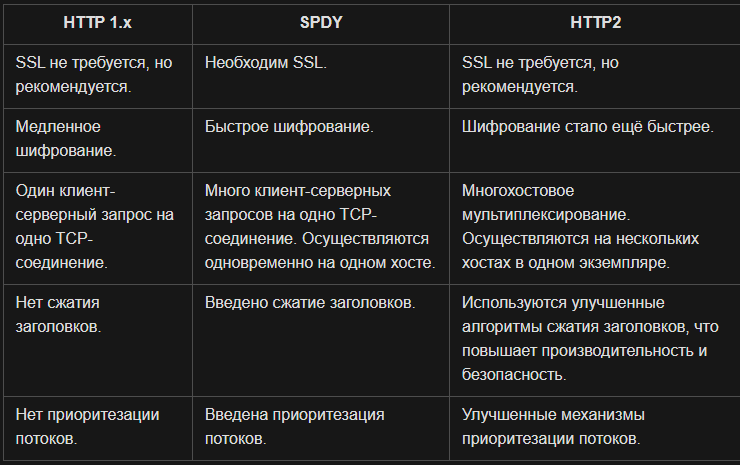 HTTP 1.x
SPDY
HTTP2
SSL не требуется, но
рекомендуется.
Необходим SSL.
SSL не требуется, но
рекомендуется.
Медленное
шифрование.
Быстрое шифрование.
Шифрование стало ещё быстрее.
Один клиент-
серверный запрос на
одно TCP-
соединение.
Много клиент-серверных
запросов на одно TCP-
соединение. Осуществляются
одновременно на одном хосте.
Многохостовое
мультиплексирование.
Осуществляются на нескольких
хостах в одном экземпляре.
Нет сжатия
заголовков.
Введено сжатие заголовков.
Используются улучшенные
алгоритмы сжатия заголовков, что
повышает производительность и
безопасность.
Нет приоритезации
потоков.
Введена приоритезация
потоков.
Улучшенные механизмы
приоритезации потоков.